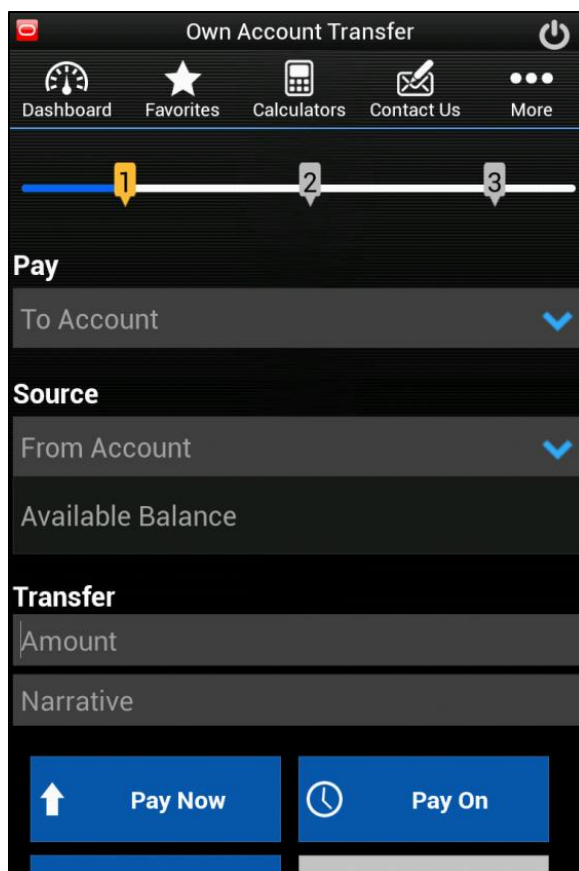 Own Account Transfer
Dashboard Favorites Calculators Contact Us More
1 2 3
Pay
To Account
Source
From Account
Available Balance
Transfer
Amount
Narrative
Pay Now Pay On